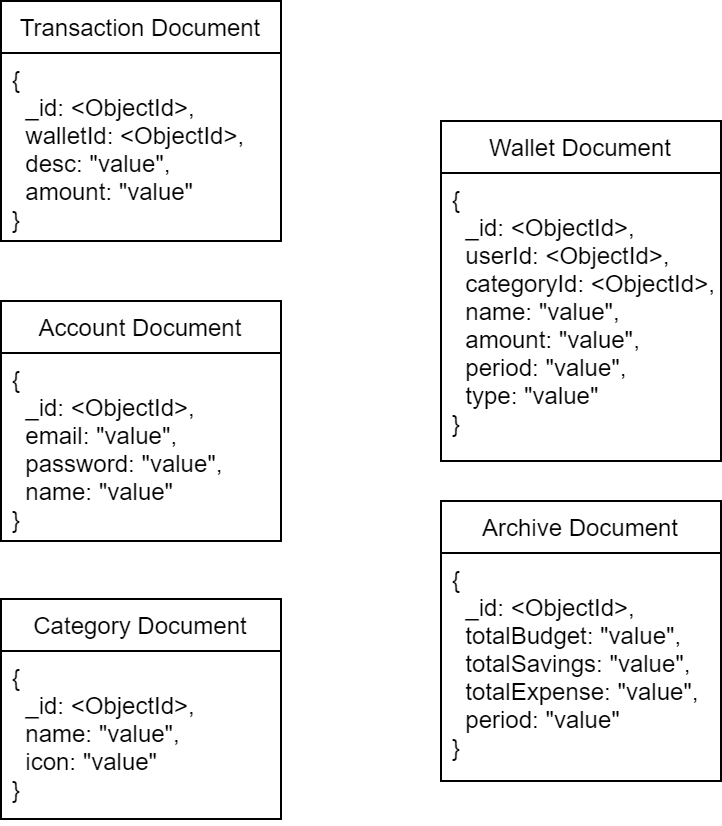 Transaction Document
{
_id: <ObjectId>,
walletId: <ObjectId>,
desc: "value",
amount: "value"
}
Account Document
{
_id: <ObjectId>,
email: "value",
password: "value",
name: "value"
}
Category Document
{
_id: <ObjectId>,
name: "value",
icon: "value"
}
Wallet Document
{
_id: <ObjectId>,
userId: <ObjectId>,
categoryId: <ObjectId>,
name: "value",
amount: "value",
period: "value",
type: "value"
}
Archive Document
{
_id: <ObjectId>,
totalBudget: "value",
totalSavings: "value",
totalExpense: "value",
period: "value"
}